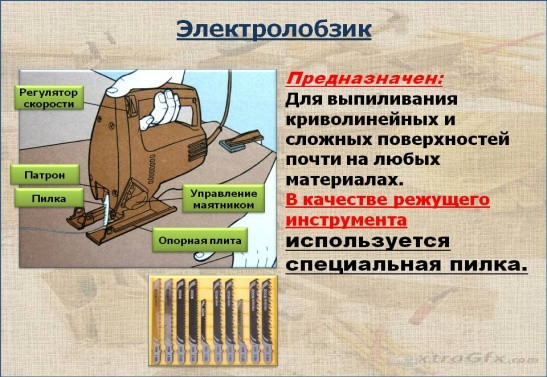 Электролобзик
Регулятор
скорости
Патрон
Пилка
Управление
маятником
Опорная плита
Предназначен:
Для выпиливания
криволинейных и
сложных поверхностей
почти на любых
материалах.
В качестве режущего
инструмента
используется
специальная пилка.
xtraGfx.com